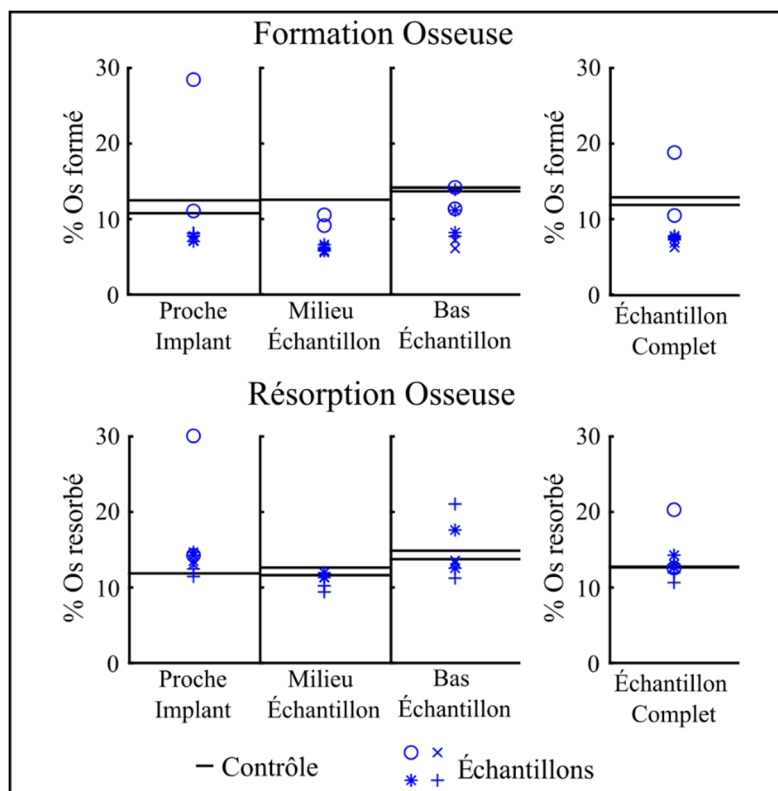 Formation Osseuse
% Os formé
30
20
10
0
Proche
Implant
Milieu
Échantillon
Bas
Échantillon
% Os formé
30
20
10
0
Échantillon
Complet
Résorption Osseuse
% Os resorbé
30
20
10
0
Proche
Implant
Milieu
Échantillon
Bas
Échantillon
% Os resorbé
30
20
10
0
Échantillon
Complet
Contrôle
Échantillons